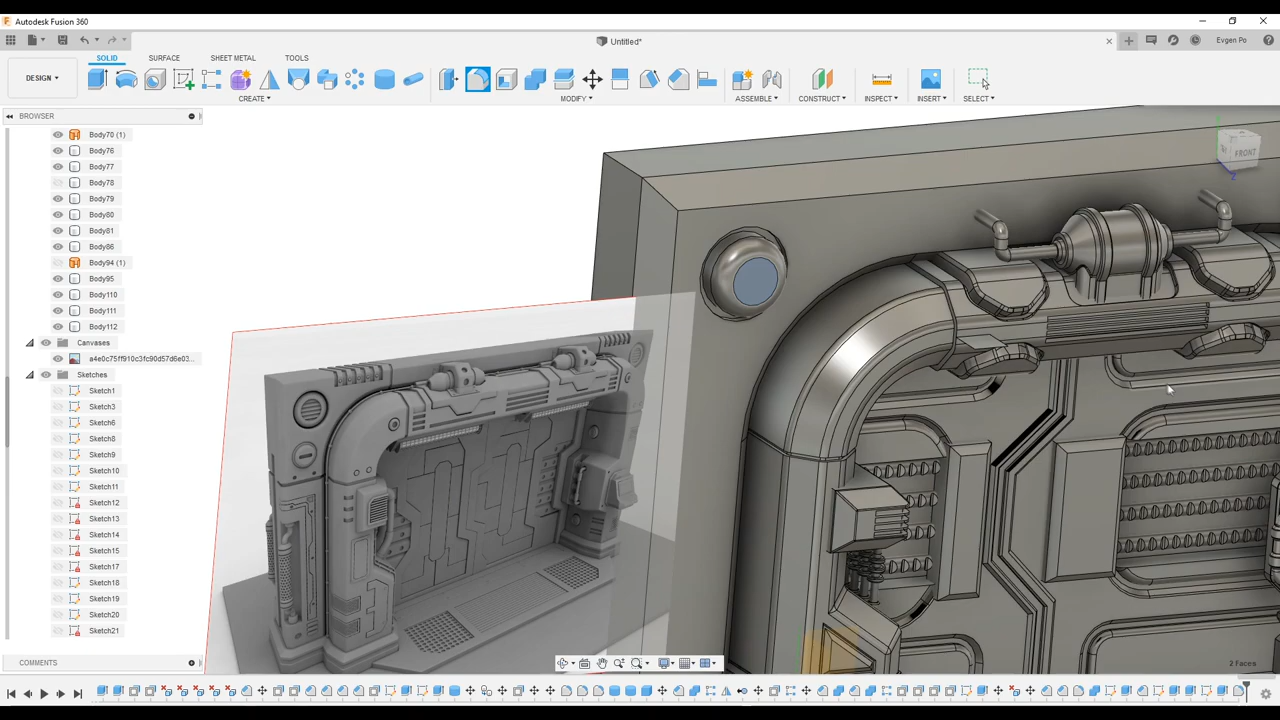 Autodesk Fusion 360
Untitled*
Evgen Po
SOLID SURFACE SHEET METAL TOOLS
DESIGN
CREATE MODIFY ASSEMBLE CONSTRUCT INSPECT INSERT SELECT
BROWSER
Body70 (1)
Body76
Body77
Body78
Body79
Body80
Body81
Body86
Body94 (1)
Body95
Body110
Body111
Body112
Canvases
a4e0c75ff910c3fc90d57d6e03...
Sketches
Sketch1
Sketch3
Sketch6
Sketch8
Sketch9
Sketch10
Sketch11
Sketch12
Sketch13
Sketch14
Sketch15
Sketch17
Sketch18
Sketch19
Sketch20
Sketch21
COMMENTS
FRONT
Z
2 Faces